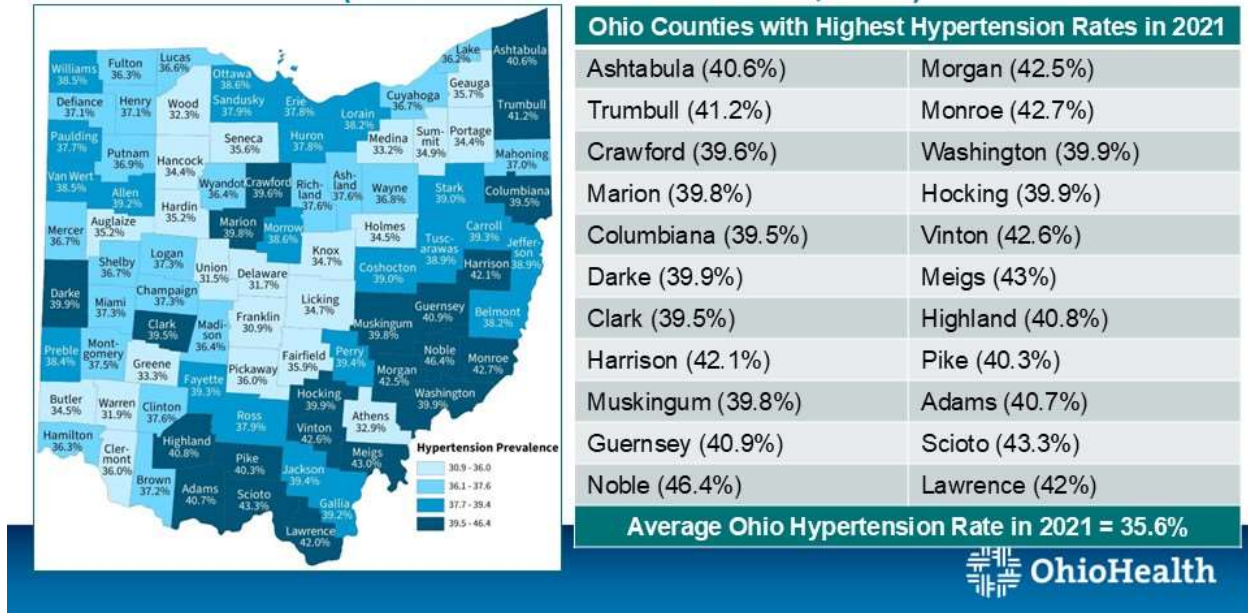 Lake
36.2%
Ashtabula
40.6%
Williams
38.5%
Fulton
36.3%
Lucas
36.6%
Ottawa
38.6%
Geauga
35.7%
Cuyahoga
36.7%
Trumbull
41.2%
Defiance
37.1%
Henry
37.1%
Wood
32.3%
Sandusky
37.9%
Erie
37.8%
Lorain
38.2%
Paulding
37.7%
Seneca
35.6%
Huron
37.8%
Medina
33.2%
Sum-
mit
34.9%
Portage
34.4%
Putnam
36.9%
Hancock
34.4%
Mahoning
37.0%
Van Wert
38.5%
Allen
39.2%
Wyandot
36.4%
Crawford
39.6%
Rich-
land
37.6%
Ash-
land
37.6%
Wayne
36.8%
Stark
39.0%
Columbiana
39.5%
Hardin
35.2%
Mercer
36.7%
Auglaize
35.2%
Marion
39.8%
Morrow
38.6%
Holmes
34.5%
Carroll
39.3%
Tusc-
arawas
38.9%
Jeffer-
son
38.9%
Logan
37.3%
Shelby
36.7%
Union
31.5%
Delaware
31.7%
Knox
34.7%
Coshocton
39.0%
Harrison
42.1%
Darke
39.9%
Miami
37.3%
Champaign
37.3%
Licking
34.7%
Guernsey
40.9%
Belmont
38.2%
Clark
39.5%
Madi-
son
36.4%
Franklin
30.9%
Muskingum
39.8%
Preble
38.4%
Mont-
gomery
37.5%
Greene
33.3%
Fairfield
35.9%
Perry
39.4%
Noble
46.4%
Monroe
42.7%
Fayette
39.3%
Pickaway
36.0%
Morgan
42.5%
Washington
39.9%
Butler
34.5%
Warren
31.9%
Clinton
37.6%
Ross
37.9%
Hocking
39.9%
Athens
32.9%
Vinton
42.6%
Hamilton
36.3%
Cler-
mont
36.0%
Highland
40.8%
Meigs
43.0%
Pike
40.3%
Jackson
39.4%
Brown
37.2%
Adams
40.7%
Scioto
43.3%
Gallia
39.2%
Lawrence
42.0%
Hypertension Prevalence
30.9 - 36.0
36.1 - 37.6
37.7 - 39.4
39.5 - 46.4
Ohio Counties with Highest Hypertension Rates in 2021
Ashtabula (40.6%) Morgan (42.5%)
Trumbull (41.2%) Monroe (42.7%)
Crawford (39.6%) Washington (39.9%)
Marion (39.8%) Hocking (39.9%)
Columbiana (39.5%) Vinton (42.6%)
Darke (39.9%) Meigs (43%)
Clark (39.5%) Highland (40.8%)
Harrison (42.1%) Pike (40.3%)
Muskingum (39.8%) Adams (40.7%)
Guernsey (40.9%) Scioto (43.3%)
Noble (46.4%) Lawrence (42%)
Average Ohio Hypertension Rate in 2021 = 35.6%
OhioHealth